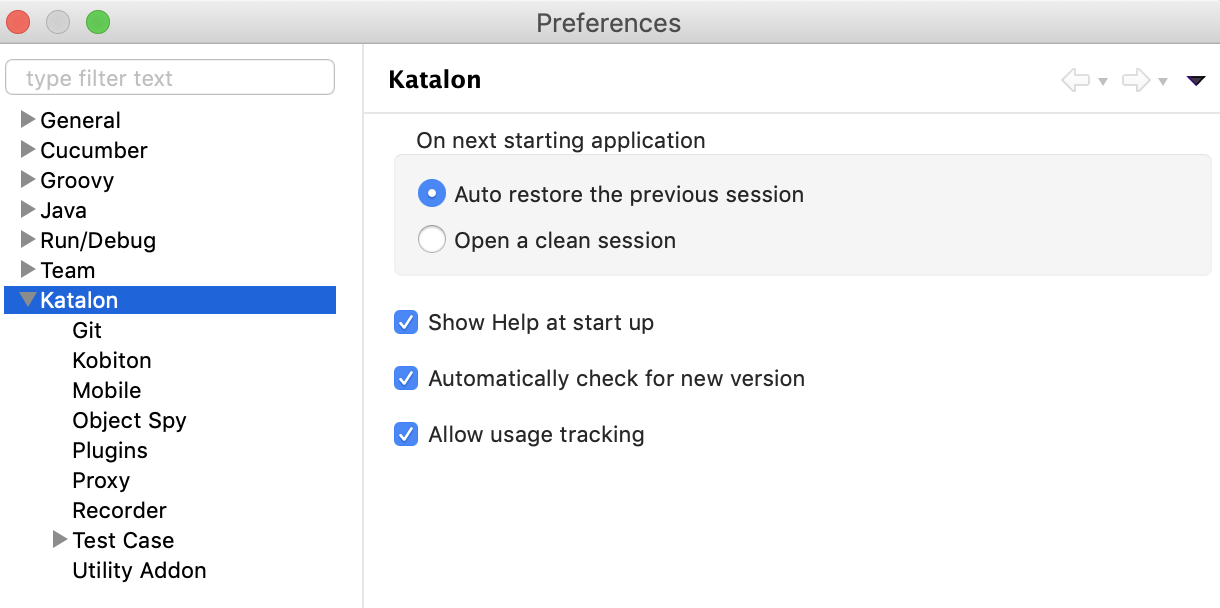 Preferences
type filter text
General
Cucumber
Groovy
Java
Run/Debug
Team
Katalon
Git
Kobiton
Mobile
Object Spy
Plugins
Proxy
Recorder
Test Case
Utility Addon
Katalon
On next starting application
Auto restore the previous session
Open a clean session
Show Help at start up
Automatically check for new version
Allow usage tracking